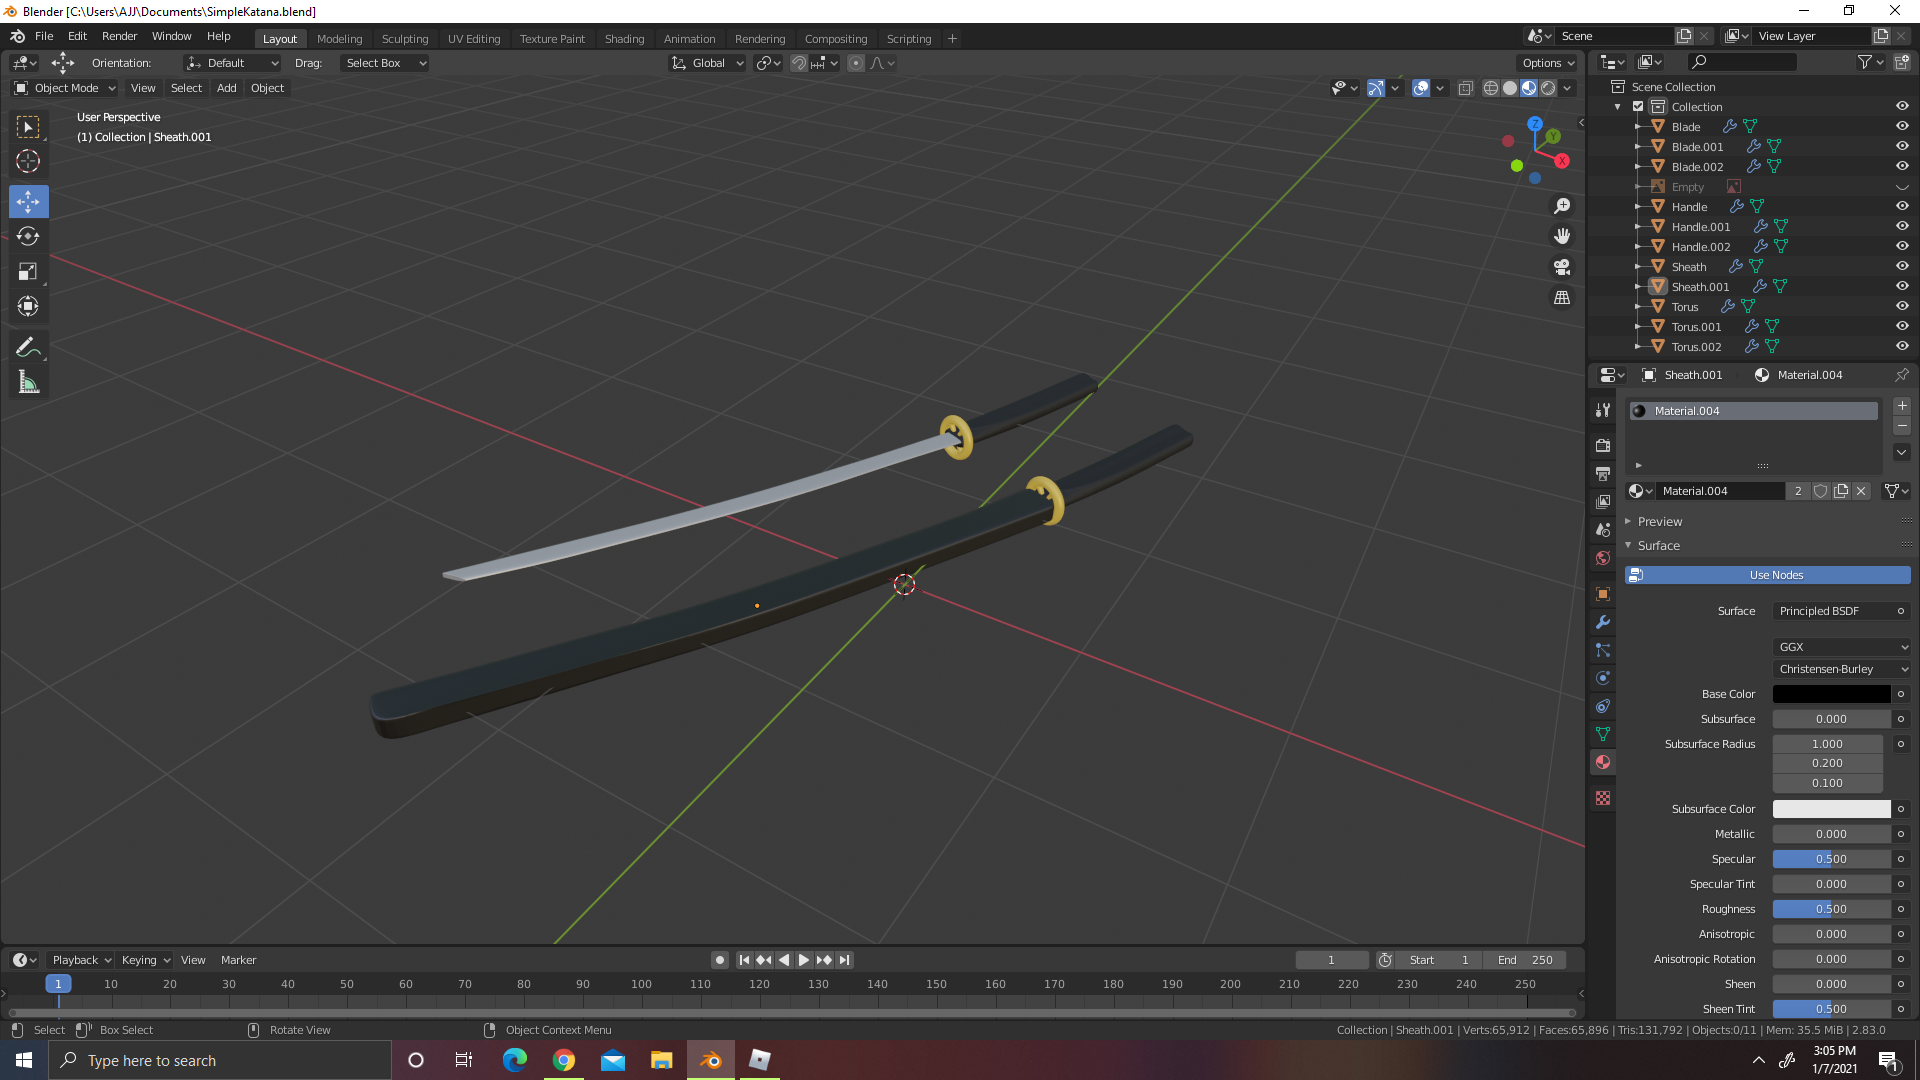 Blender [C:\Users\AJJ\Documents\SimpleKatana.blend]
File Edit Render Window Help Layout Modeling Sculpting UV Editing Texture Paint Shading Animation Rendering Compositing Scripting Scene View Layer
Orientation: Default Drag: Select Box Global Options
Object Mode View Select Add Object
User Perspective
(1) Collection | Sheath.001
Z
Y
X
Scene Collection
Collection
Blade
Blade.001
Blade.002
Empty
Handle
Handle.001
Handle.002
Sheath
Sheath.001
Torus
Torus.001
Torus.002
Sheath.001 Material.004
Material.004
Material.004 2
Preview
Surface
Use Nodes
Surface Principled BSDF
GGX
Christensen-Burley
Base Color
Subsurface 0.000
Subsurface Radius 1.000
0.200
0.100
Subsurface Color
Metallic 0.000
Specular 0.500
Specular Tint 0.000
Roughness 0.500
Anisotropic 0.000
Anisotropic Rotation 0.000
Sheen 0.000
Sheen Tint 0.500
Playback Keying View Marker 1 Start 1 End 250
1 10 20 30 40 50 60 70 80 90 100 110 120 130 140 150 160 170 180 190 200 210 220 230 240 250
Select Box Select Rotate View Object Context Menu Collection | Sheath.001 | Verts:65,912 | Faces:65,896 | Tris:131,792 | Objects:0/11 | Mem: 35.5 MiB | 2.83.0
Type here to search
3:05 PM
1/7/2021
1